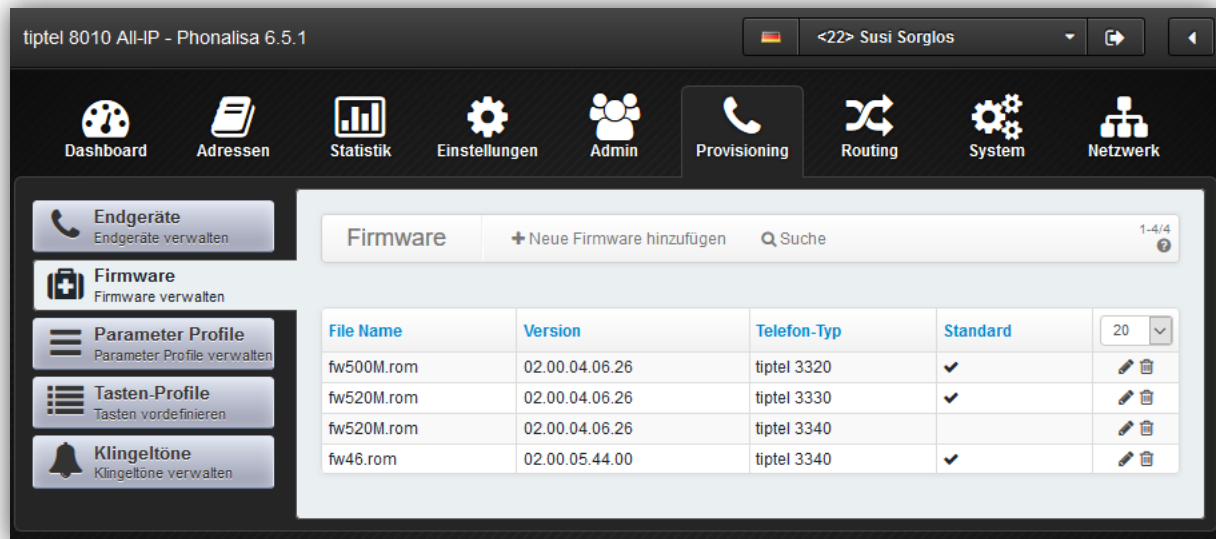 tiptel 8010 All-IP - Phonalisa 6.5.1
<22> Susi Sorglos
Dashboard Adressen Statistik Einstellungen Admin Provisioning Routing System Netzwerk
Endgeräte
Endgeräte verwalten
Firmware
Firmware verwalten
Parameter Profile
Parameter Profile verwalten
Tasten-Profile
Tasten vordefinieren
Klingeltöne
Klingeltöne verwalten
Firmware Neue Firmware hinzufügen Suche 1-4/4
File Name Version Telefon-Typ Standard 20
fw500M.rom 02.00.04.06.26 tiptel 3320
fw520M.rom 02.00.04.06.26 tiptel 3330
fw520M.rom 02.00.04.06.26 tiptel 3340
fw46.rom 02.00.05.44.00 tiptel 3340